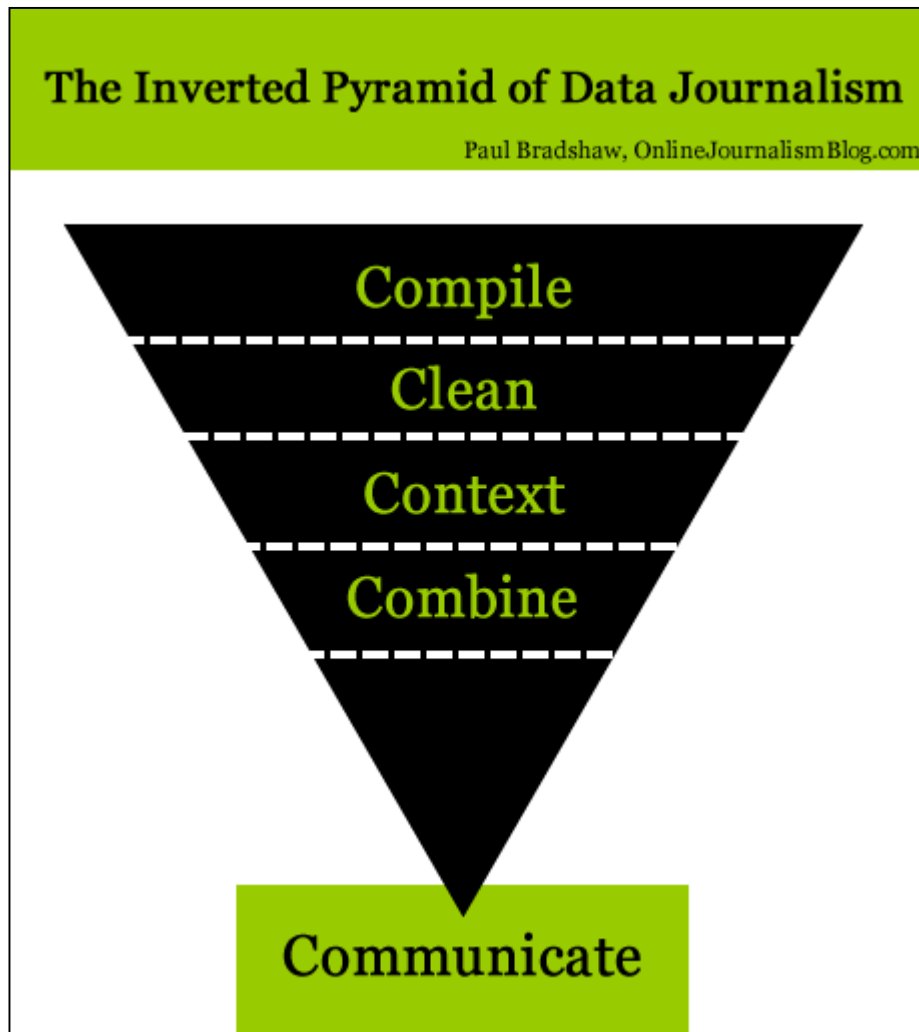 The Inverted Pyramid of Data Journalism
Paul Bradshaw, OnlineJournalismBlog.com
Compile
Clean
Context
Combine
Communicate